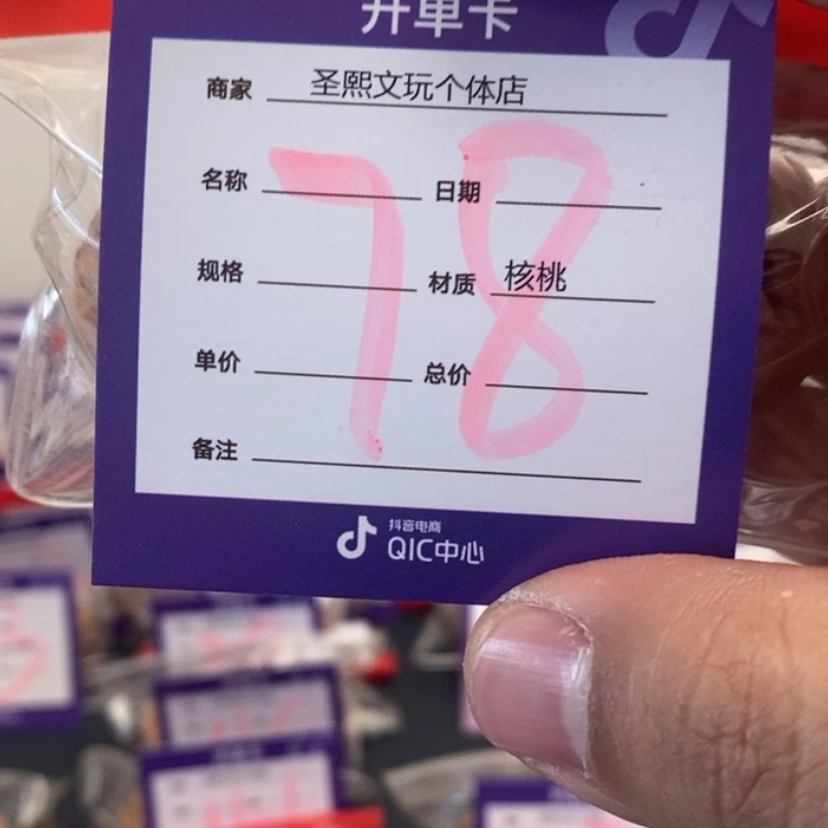 开单卡
商家 圣熙文玩个体店
名称 日期
规格 材质 核桃
单价 总价
备注
78
抖音电商
QIC中心